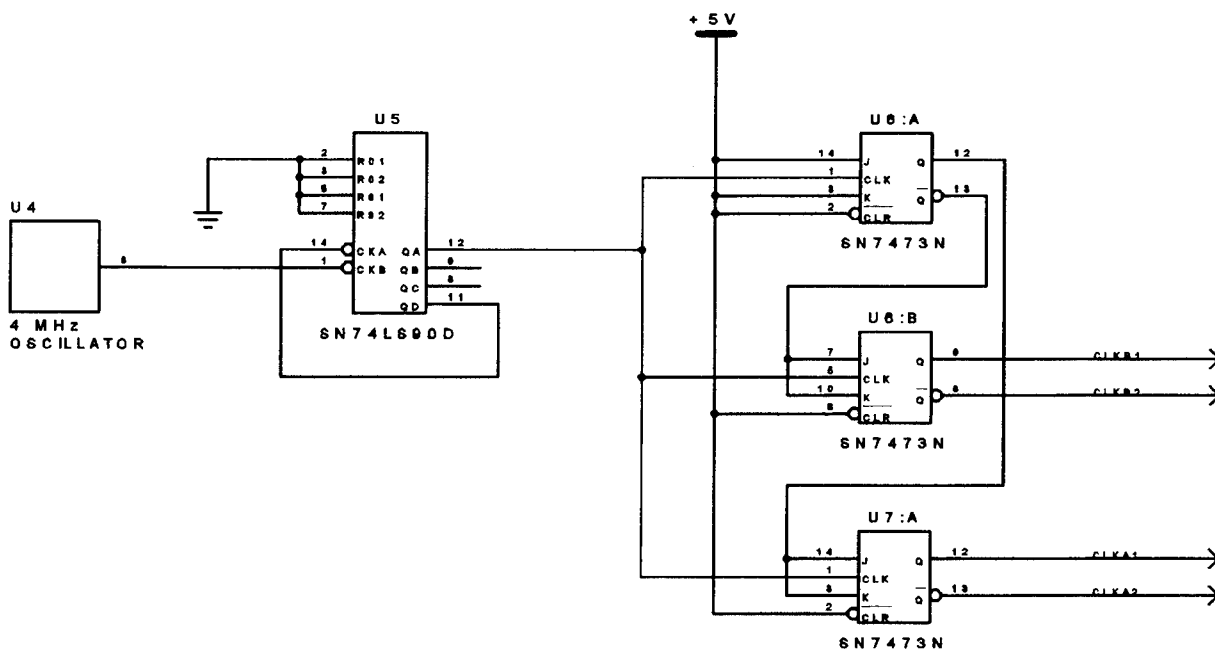 +5V
U5
U6:A
2 R01
3 R02
6 R91
7 R92
14 CKA QA 12
1 CKB QB 9
QC 8
QD 11
SN74LS90D
U4
8
4 MHz
OSCILLATOR
14 J Q 12
1 CLK
3 K Q 13
2 CLR
SN7473N
U6:B
7 J Q 9
5 CLK
10 K Q 8
6 CLR
SN7473N
CLKB1
CLKB2
U7:A
14 J Q 12
1 CLK
3 K Q 13
2 CLR
SN7473N
CLKA1
CLKA2